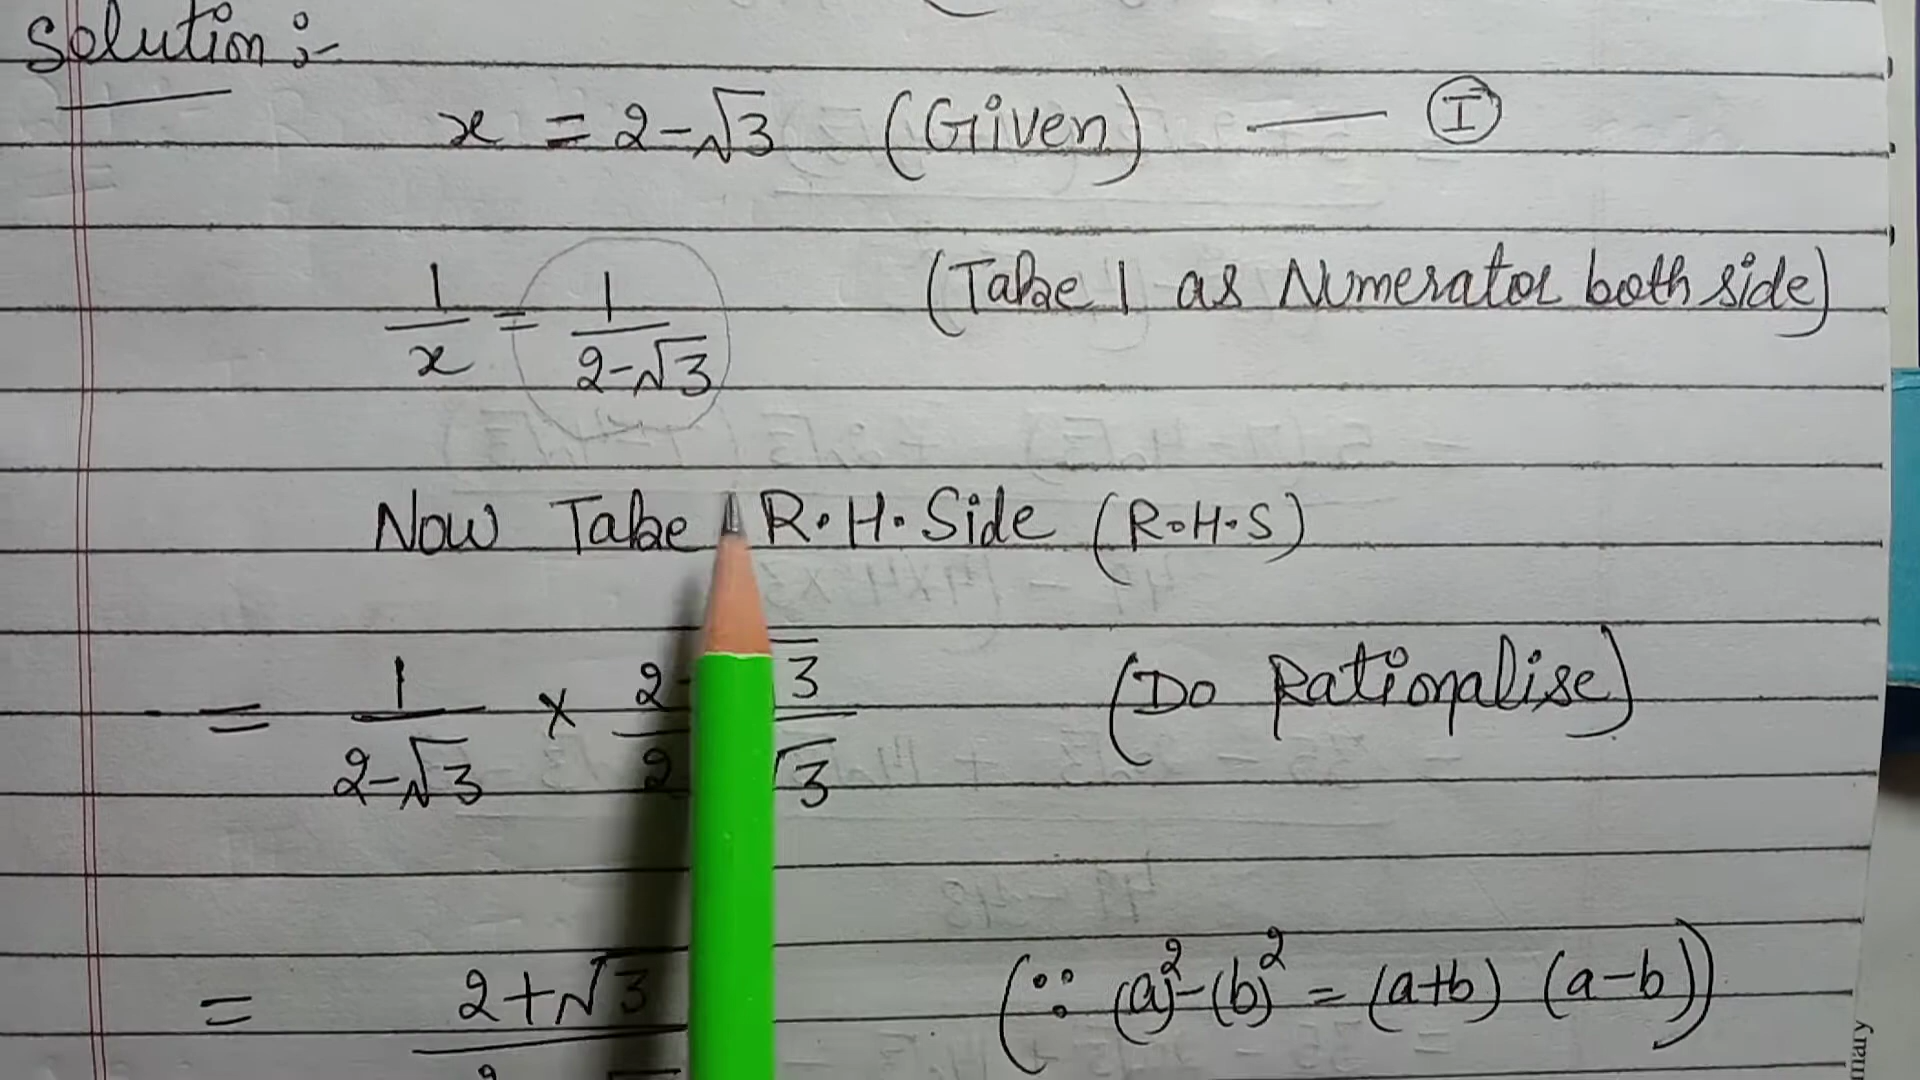 Solution :-
x = 2-√3 (Given) — I
1/x = 1/(2-√3) (Take 1 as Numerator both side)
Now Take R.H.Side (R.H.S)
= 1/(2-√3) × (Do Rationalise)
= 2+√3 (∵ (a)²-(b)² = (a+b) (a-b))